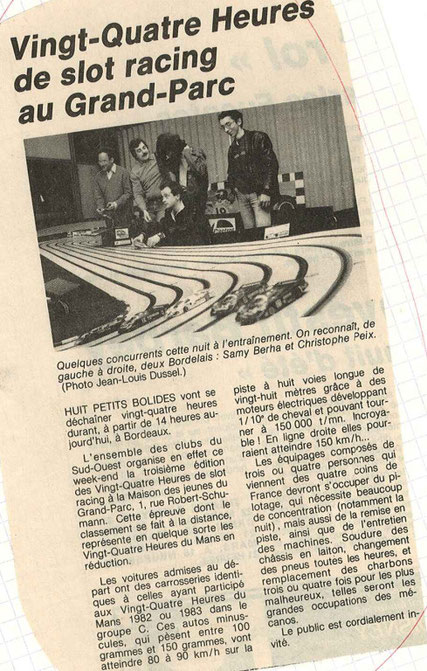 Vingt-Quatre Heures
de slot racing
au Grand-Parc
Quelques concurrents cette nuit à l'entraînement. On reconnaît, de
gauche à droite, deux Bordelais : Samy Berha et Christophe Peix.
(Photo Jean-Louis Dussel.)
HUIT PETITS BOLIDES vont se
déchaîner vingt-quatre heures
durant, à partir de 14 heures au-
jourd'hui, à Bordeaux.
L'ensemble des clubs du
Sud-Ouest organise en effet ce
week-end la troisième édition
des Vingt-Quatre Heures de slot
racing à la Maison des jeunes du
Grand-Parc, 1, rue Robert-Schu-
mann. Cette épreuve dont le
classement se fait à la distance,
représente en quelque sorte les
Vingt-Quatre Heures du Mans en
réduction.
Les voitures admises au dé-
part ont des carrosseries identi-
ques à celles ayant participé
aux Vingt-Quatre Heures du
Mans 1982 ou 1983 dans le
groupe C. Ces autos minus-
cules, qui pèsent entre 100
grammes et 150 grammes, vont
atteindre 80 à 90 km/h sur la
piste à huit voies longue de
vingt-huit mètres grâce à des
moteurs électriques développant
1/10e de cheval et pouvant tour-
ner à 150 000 t/mn. Incroya-
ble ! En ligne droite elles pour-
raient atteindre 150 km/h...
Les équipages composés de
trois ou quatre personnes qui
viennent des quatre coins de
France devront s'occuper du pi-
lotage, qui nécessite beaucoup
de concentration (notamment la
nuit), mais aussi de la remise en
piste, ainsi que de l'entretien
des machines. Soudure des
châssis en laiton, changement
des pneus toutes les heures, et
remplacement des charbons
trois ou quatre fois pour les plus
malheureux, telles seront les
grandes occupations des mé-
canos.
Le public est cordialement in-
vité.